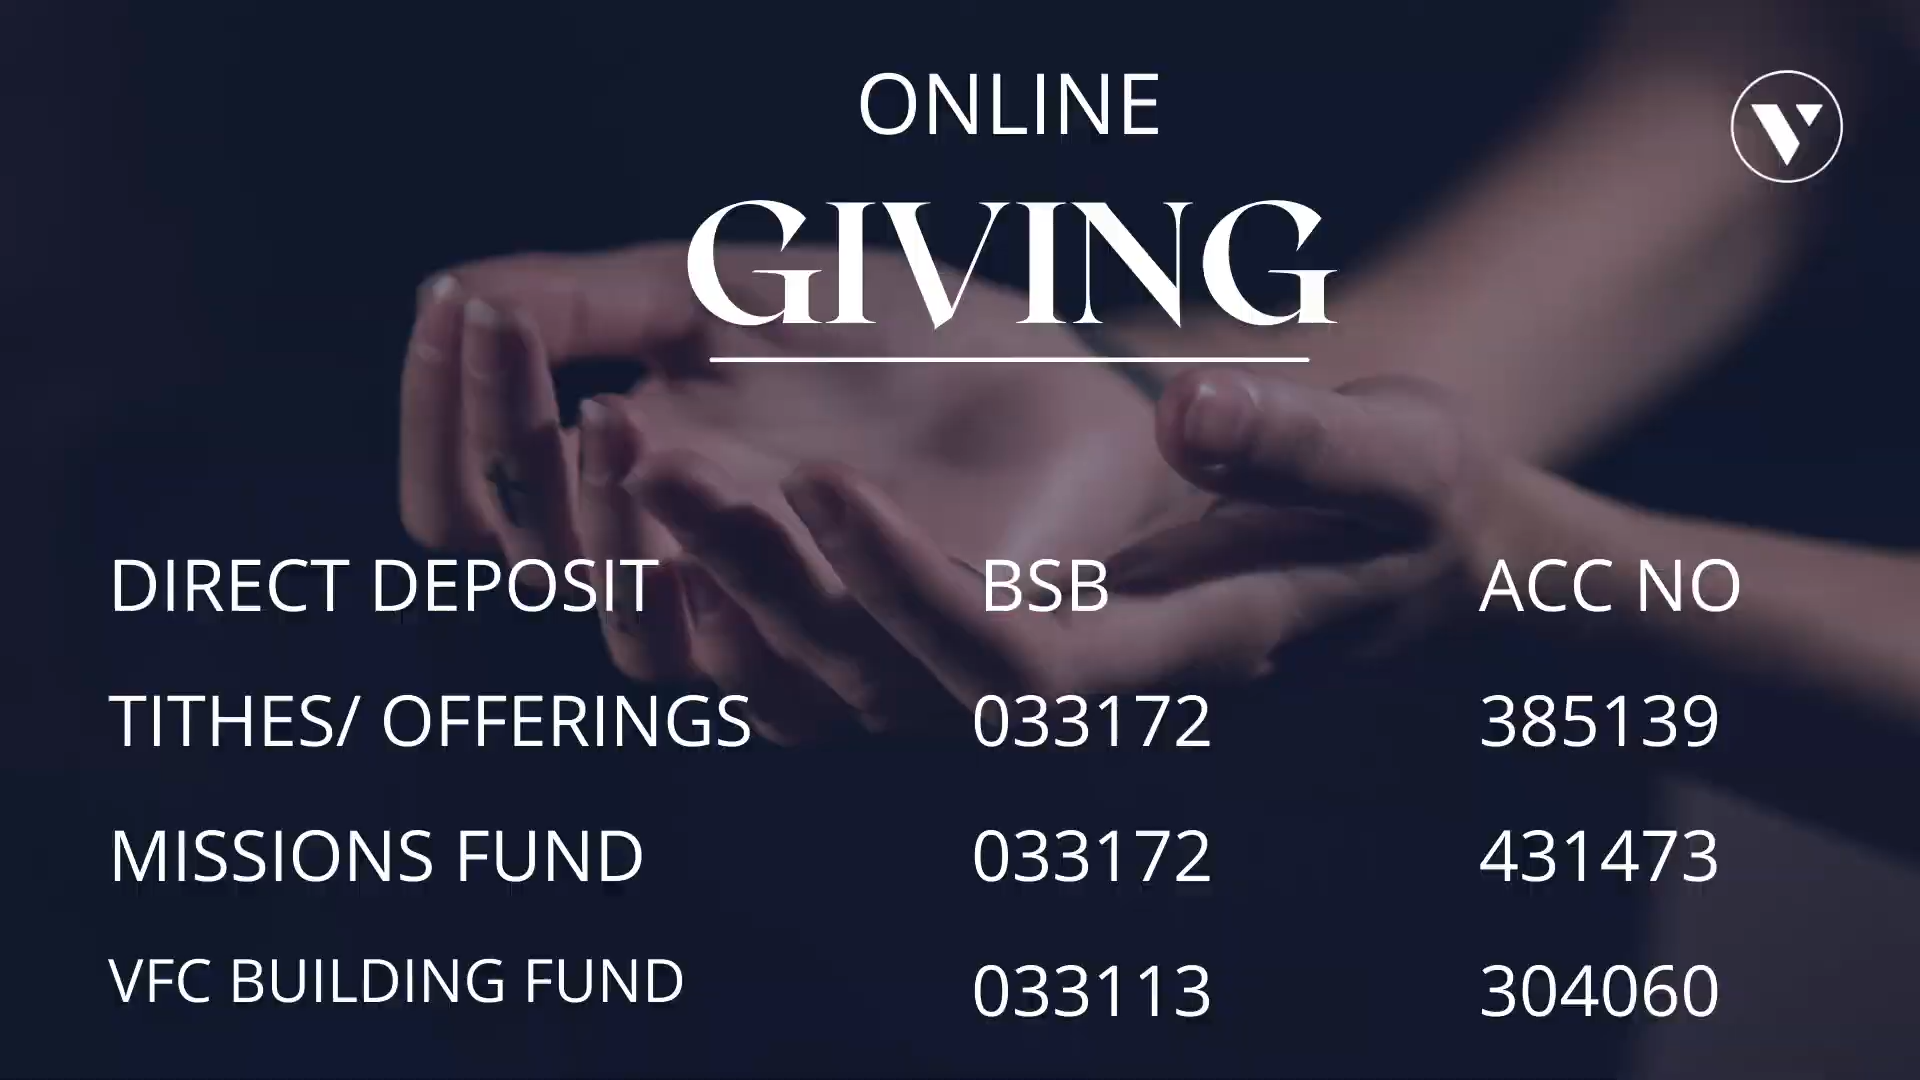 ONLINE
GIVING
DIRECT DEPOSIT BSB ACC NO
TITHES/ OFFERINGS 033172 385139
MISSIONS FUND 033172 431473
VFC BUILDING FUND 033113 304060